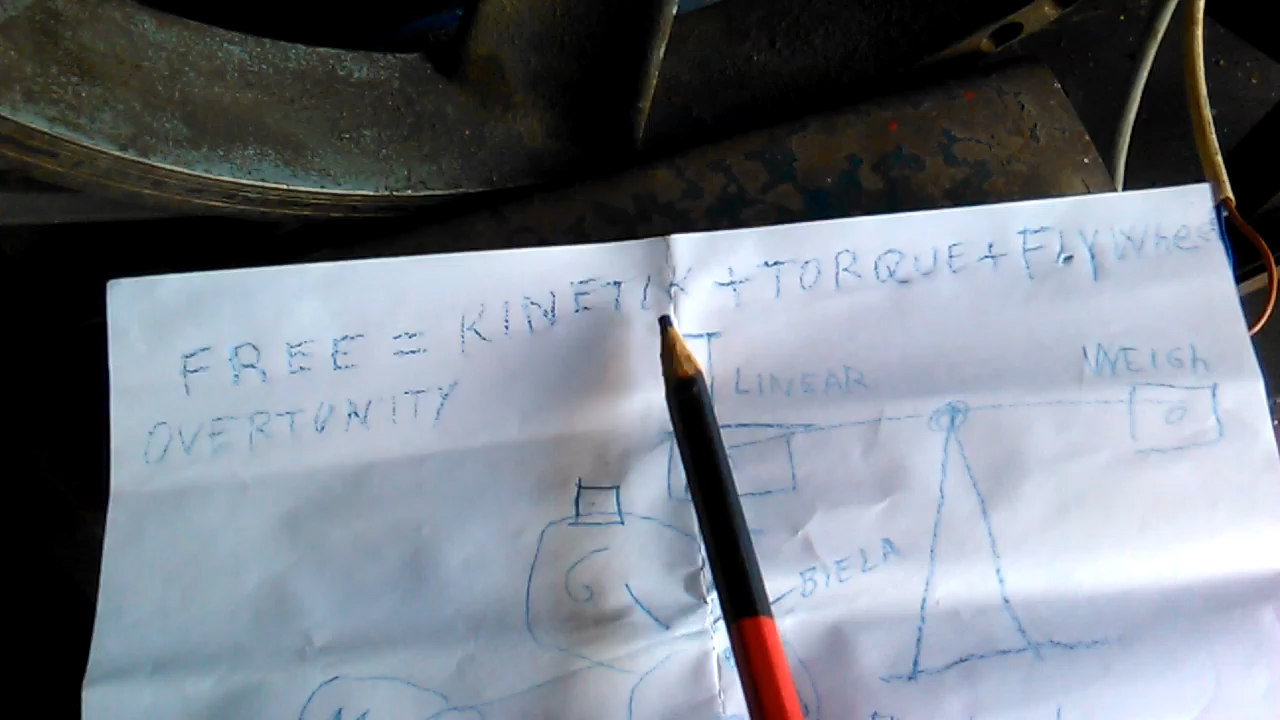 FREE = KINETIK + TORQUE + FLYWhee
OVERTUNITY
LINEAR
WEIGH
G
BIELA